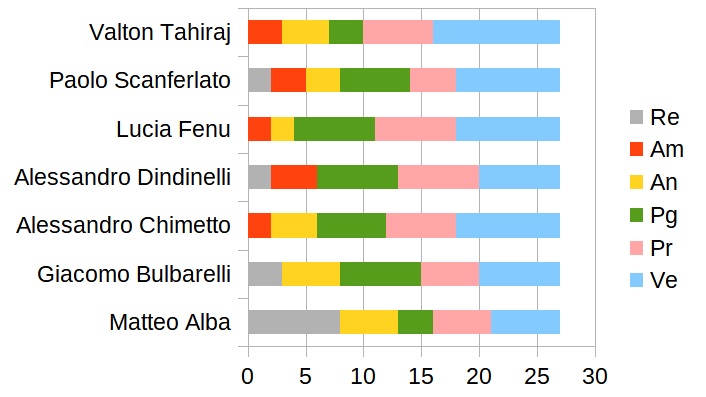 Valton Tahiraj
Paolo Scanferlato
Lucia Fenu
Alessandro Dindinelli
Alessandro Chimetto
Giacomo Bulbarelli
Matteo Alba
0 5 10 15 20 25 30
Re
Am
An
Pg
Pr
Ve